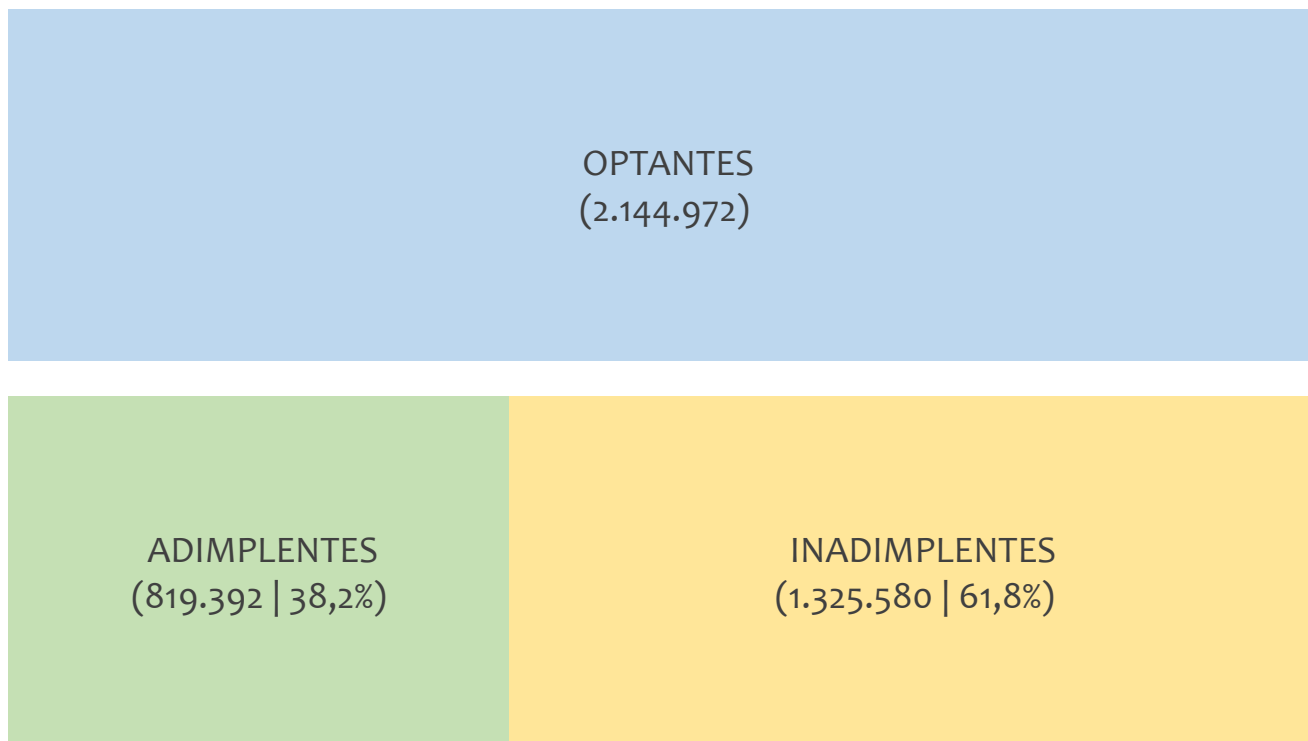 OPTANTES
(2.144.972)
ADIMPLENTES
(819.392 | 38,2%)
INADIMPLENTES
(1.325.580 | 61,8%)